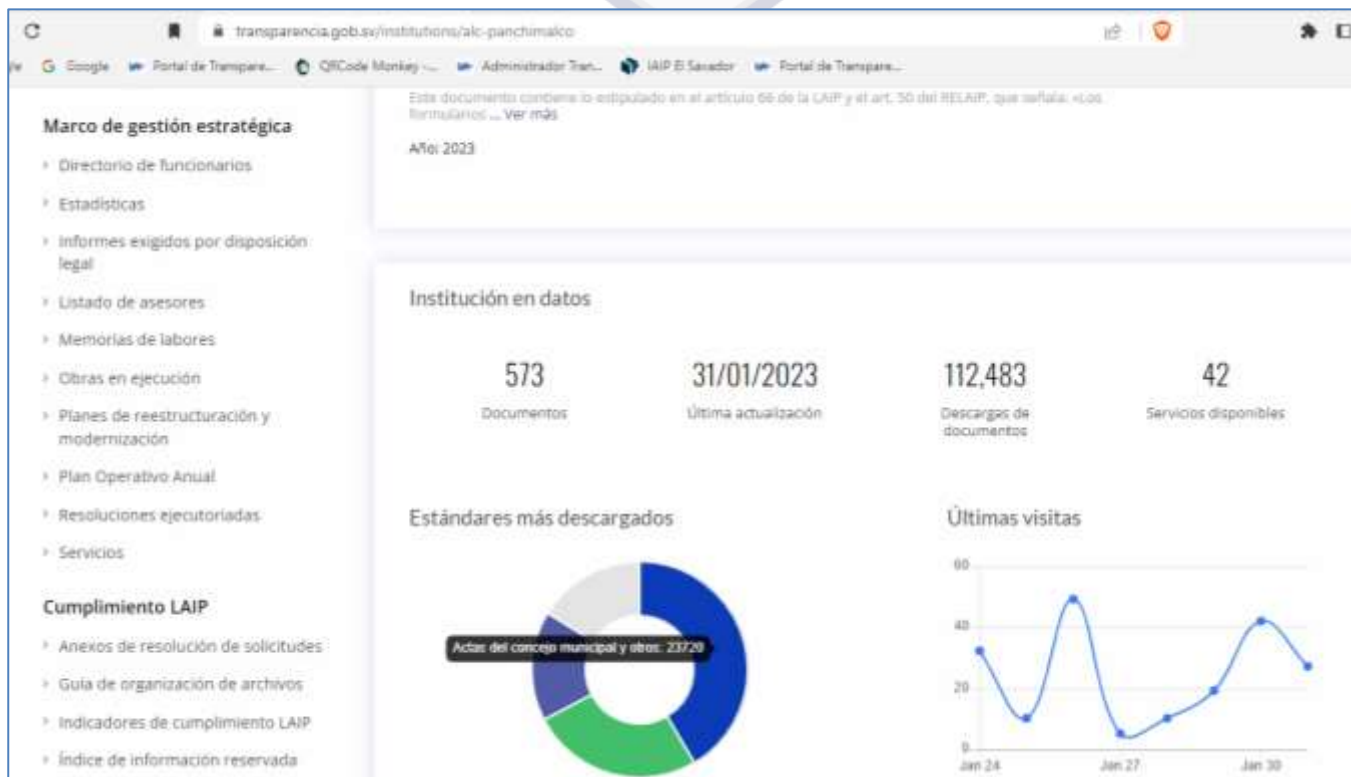 transparencia.gob.sv/institutions/alc-panchimalco
Google Portal de Transpare... QRCode Monkey -... Administrador Tran... IAIP El Savador Portal de Transpare...
Este documento contiene lo estipulado en el artículo 66 de la LAIP y el art. 50 del RELAIP, que señala: «Los
formularios ... Ver más
Año: 2023
Marco de gestión estratégica
Directorio de funcionarios
Estadísticas
Informes exigidos por disposición
legal
Listado de asesores
Memorias de labores
Obras en ejecución
Planes de reestructuración y
modernización
Plan Operativo Anual
Resoluciones ejecutoriadas
Servicios
Cumplimiento LAIP
Anexos de resolución de solicitudes
Guía de organización de archivos
Indicadores de cumplimiento LAIP
Índice de información reservada
Institución en datos
573 31/01/2023 112,483 42
Documentos Última actualización Descargas de Servicios disponibles
documentos
Estándares más descargados
Actas del concejo municipal y otros: 23720
Últimas visitas
60
40
20
0
Jan 24 Jan 27 Jan 30